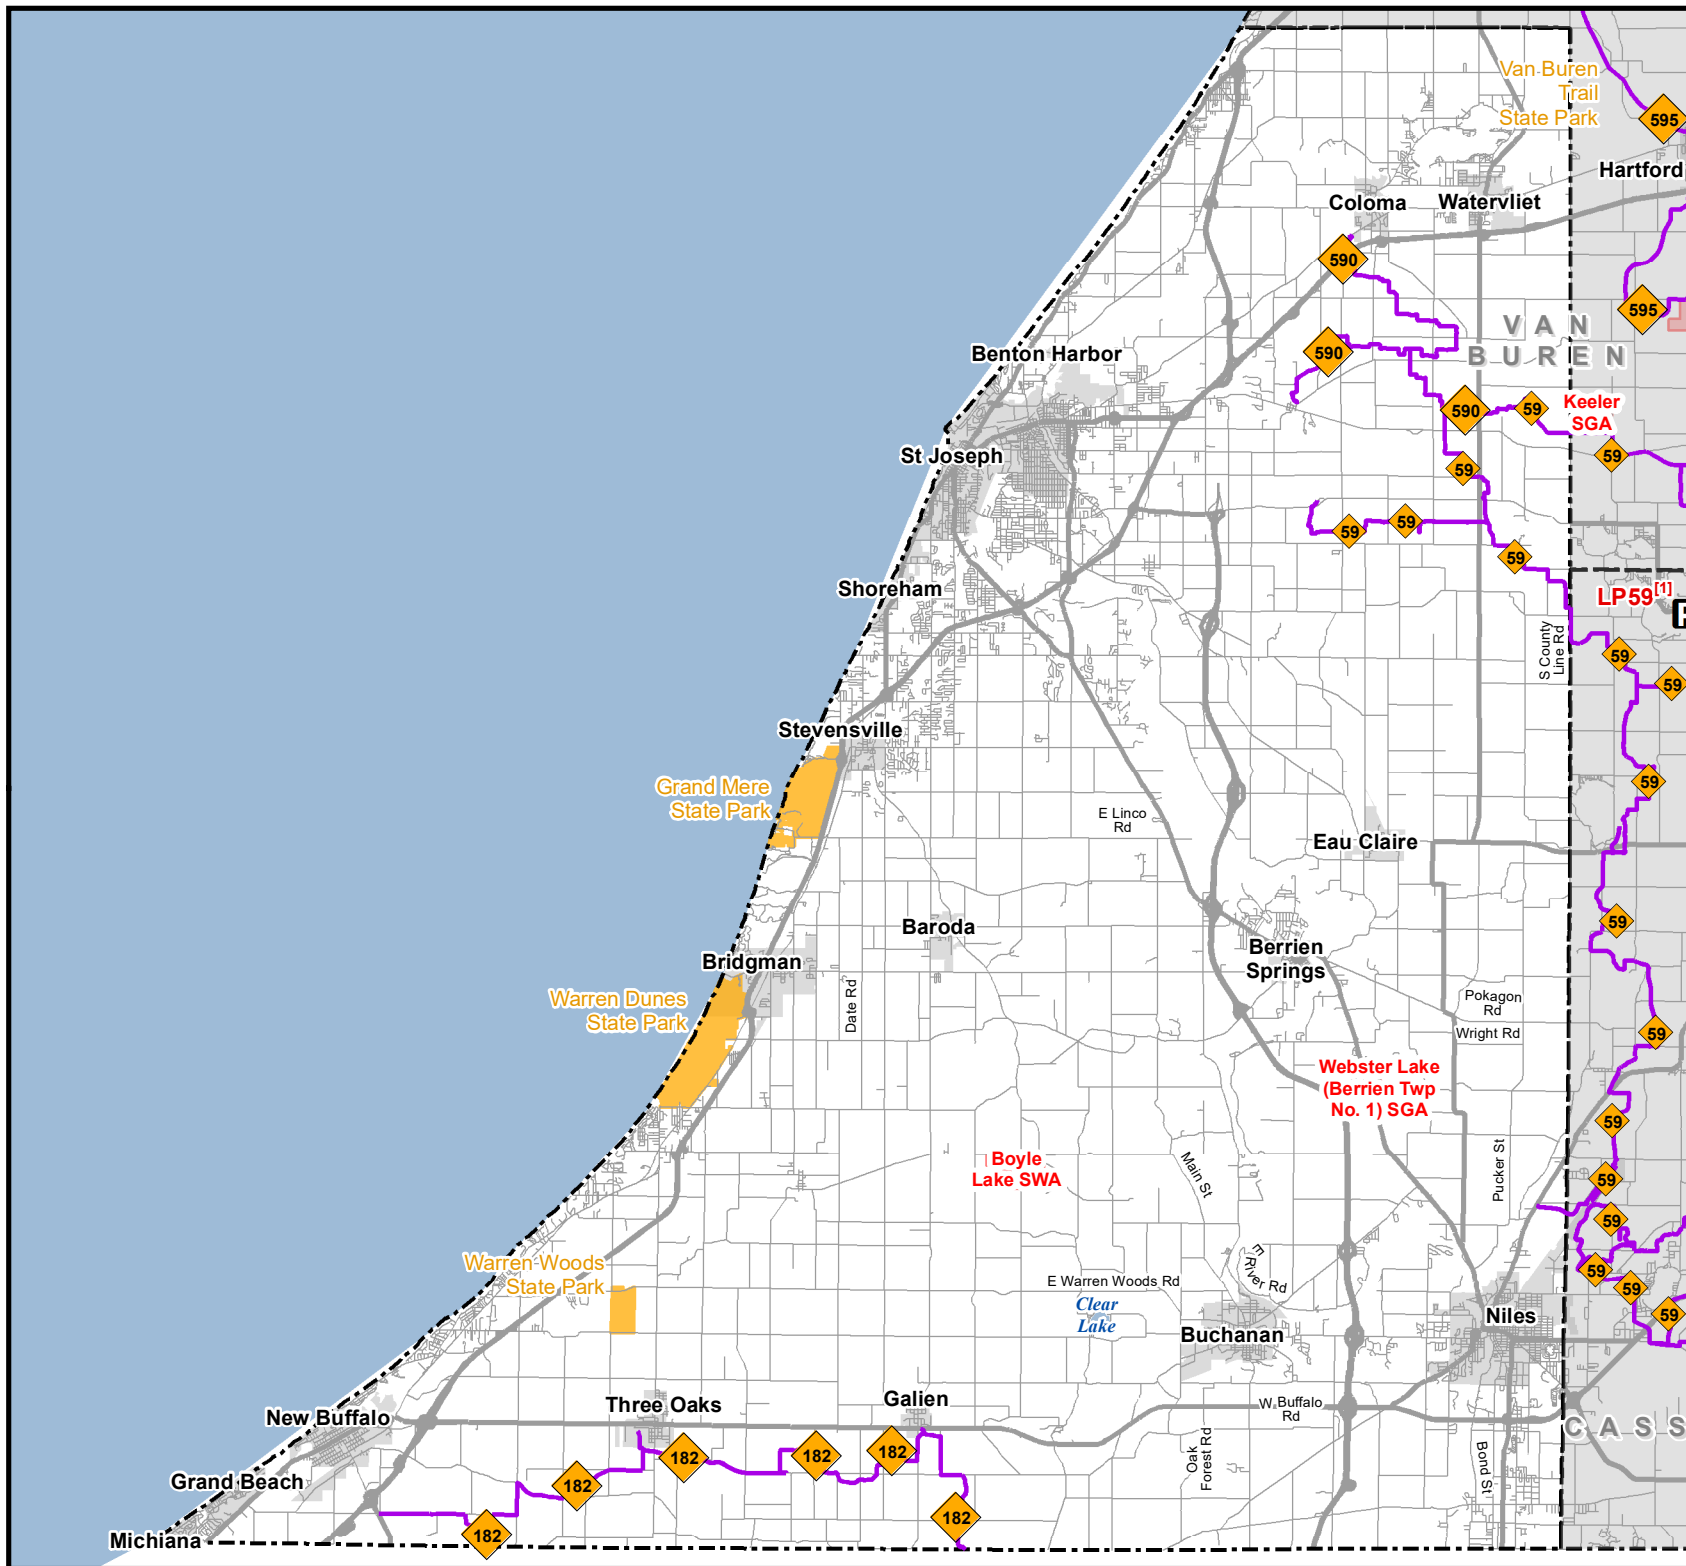 Van Buren
Trail
State Park
595
Hartford
Coloma
Watervliet
590
595
VAN
BUREN
Benton Harbor
590
590
59
Keeler
SGA
St Joseph
59
59
59
59
59
Shoreham
LP59[1]
S County
Line Rd
59
59
Stevensville
Grand Mere
State Park
59
E Linco
Rd
Eau Claire
Baroda
59
Berrien
Springs
Bridgman
Warren Dunes
State Park
Date Rd
Pokagon
Rd
Wright Rd
59
Webster Lake
(Berrien Twp
No. 1) SGA
59
Boyle
Lake SWA
Main St
Pucker St
59
59
Warren Woods
State Park
E
River Rd
59
E Warren Woods Rd
59
Clear
Lake
59
Buchanan
Niles
Three Oaks
Galien
W Buffalo
Rd
New Buffalo
CASS
182
182
182
Oak
Forest Rd
Bond St
Grand Beach
182
182
182
Michiana